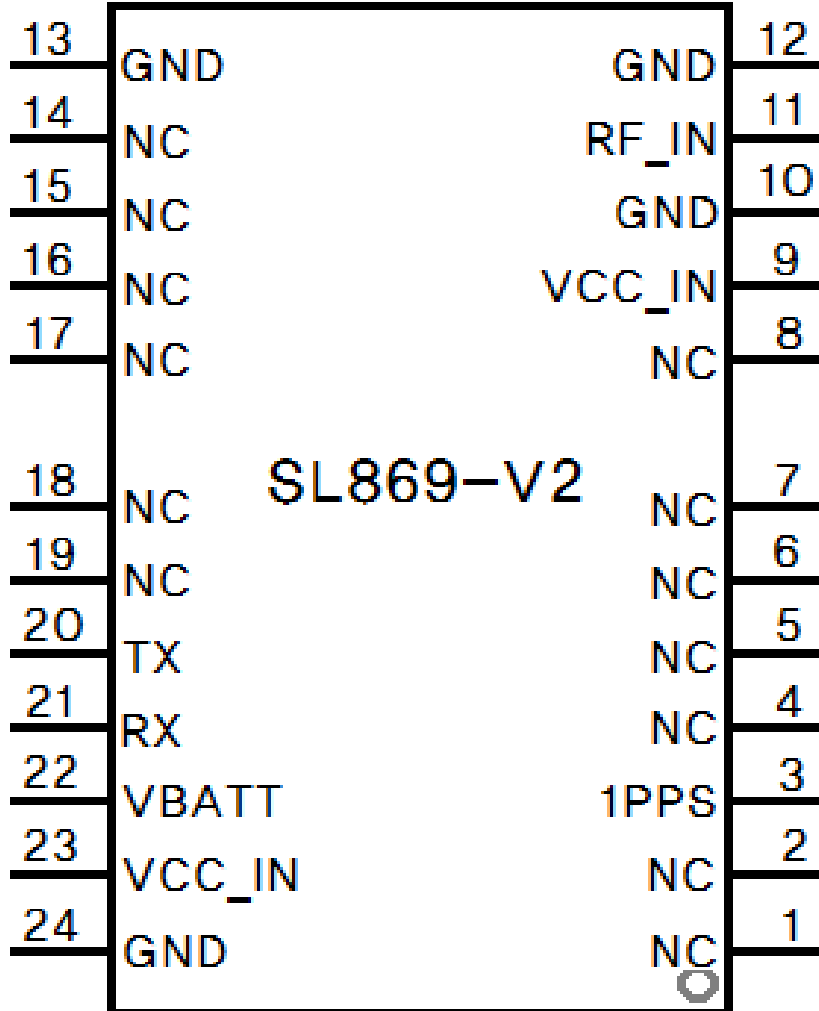 13 GND GND 12
14 NC RF_IN 11
15 NC GND 10
16 NC VCC_IN 9
17 NC NC 8
SL869-V2
18 NC NC 7
19 NC NC 6
20 TX NC 5
21 RX NC 4
22 VBATT 1PPS 3
23 VCC_IN NC 2
24 GND NC 1